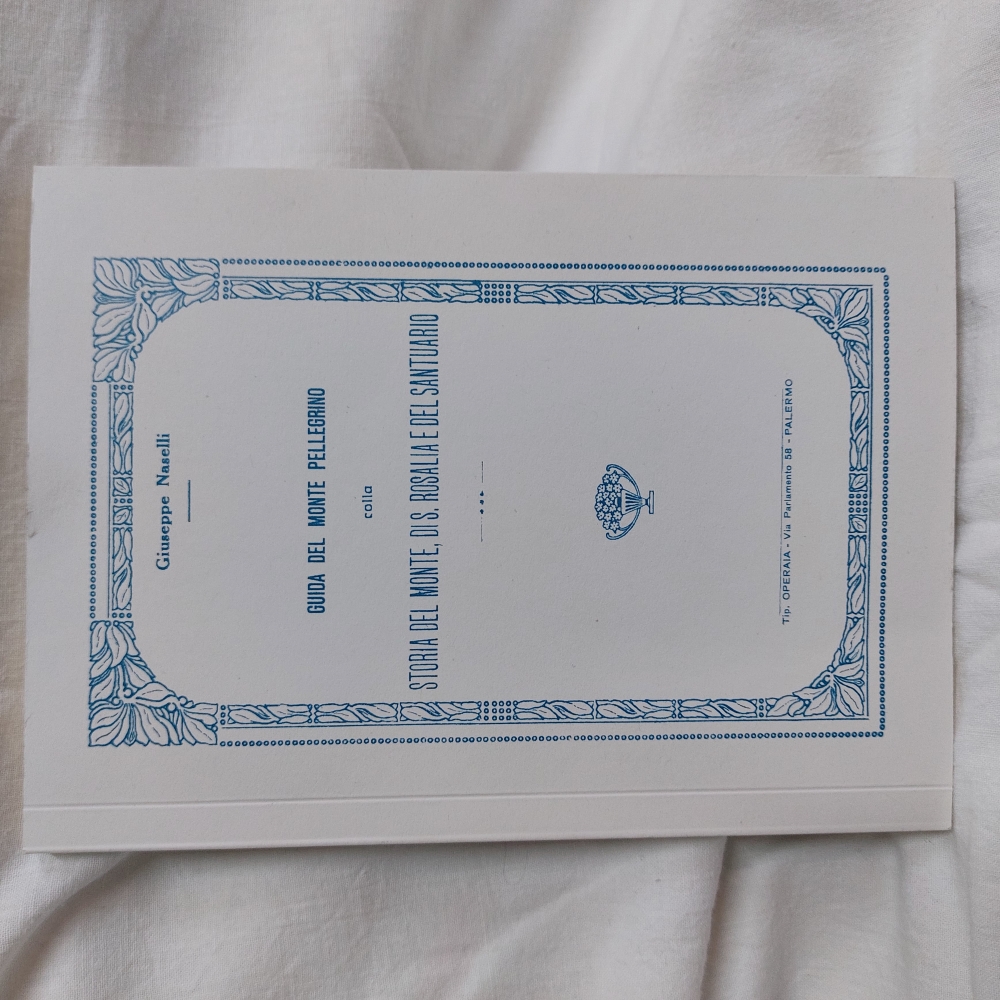 Giuseppe Naselli
GUIDA DEL MONTE PELLEGRINO
colla
STORIA DEL MONTE, DI S. ROSALIA E DEL SANTUARIO
Tip. OPERAIA - Via Parlamento 58 - PALERMO